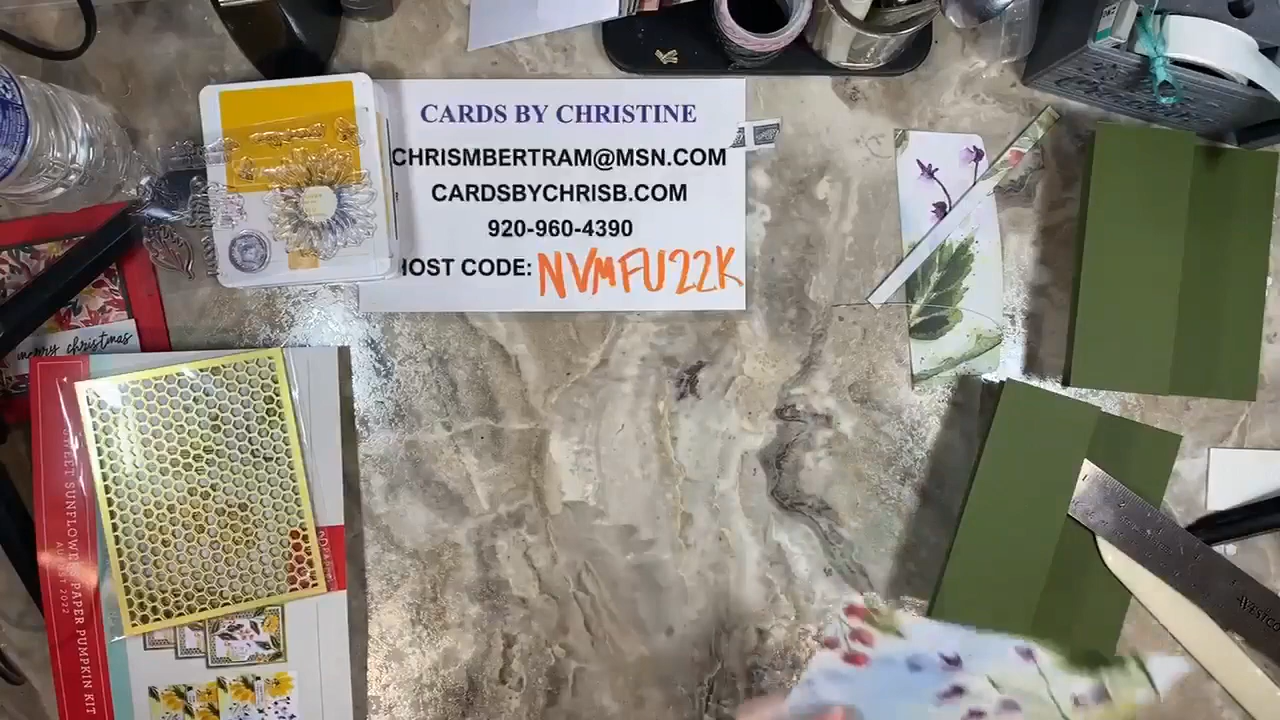 CARDS BY CHRISTINE
CHRISMBERTRAM@MSN.COM
CARDSBYCHRISB.COM
920-960-4390
HOST CODE: NVMFU22K
merry christmas
SWEET SUNFLOWERS PAPER PUMPKIN KIT
AUGUST 2022